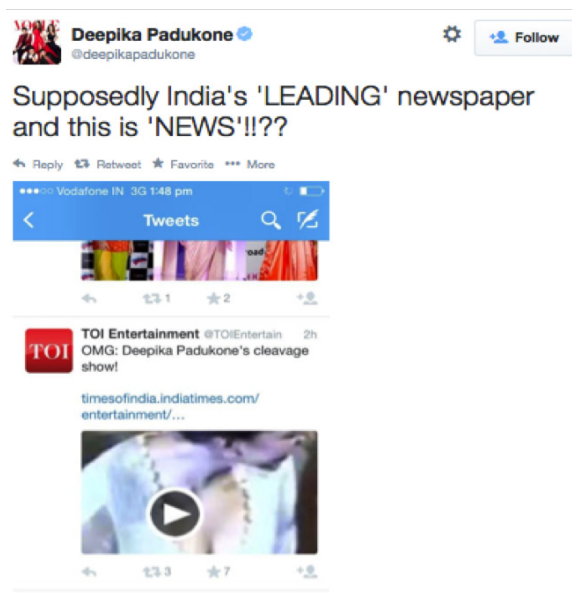 VOGUE
Deepika Padukone
@deepikapadukone
Follow
Supposedly India's 'LEADING' newspaper
and this is 'NEWS'!!??
Reply Retweet Favorite More
Vodafone IN 3G 1:48 pm
Tweets
1 2
TOI
TOI Entertainment @TOIEntertain 2h
OMG: Deepika Padukone's cleavage
show!
timesofindia.indiatimes.com/
entertainment/...
3 7